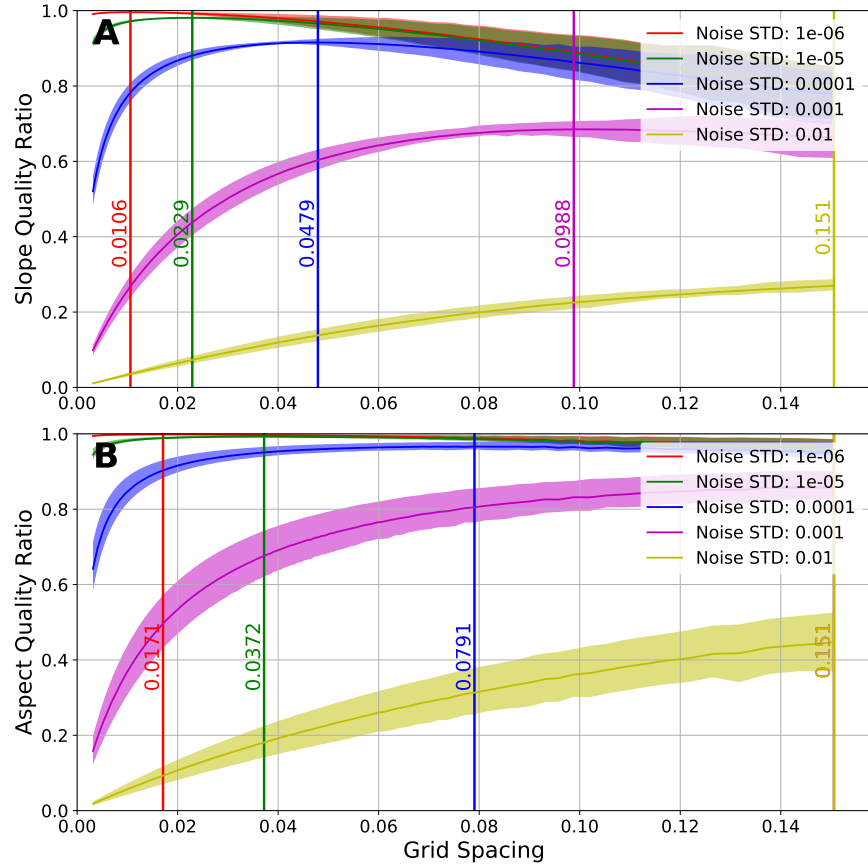 A
Slope Quality Ratio
1.0
0.8
0.6
0.4
0.2
0.0
Noise STD: 1e-06
Noise STD: 1e-05
Noise STD: 0.0001
Noise STD: 0.001
Noise STD: 0.01
0.0106
0.0229
0.0479
0.0988
0.151
0.00 0.02 0.04 0.06 0.08 0.10 0.12 0.14
B
Aspect Quality Ratio
1.0
0.8
0.6
0.4
0.2
0.0
Noise STD: 1e-06
Noise STD: 1e-05
Noise STD: 0.0001
Noise STD: 0.001
Noise STD: 0.01
0.0171
0.0372
0.0791
0.151
0.00 0.02 0.04 0.06 0.08 0.10 0.12 0.14
Grid Spacing